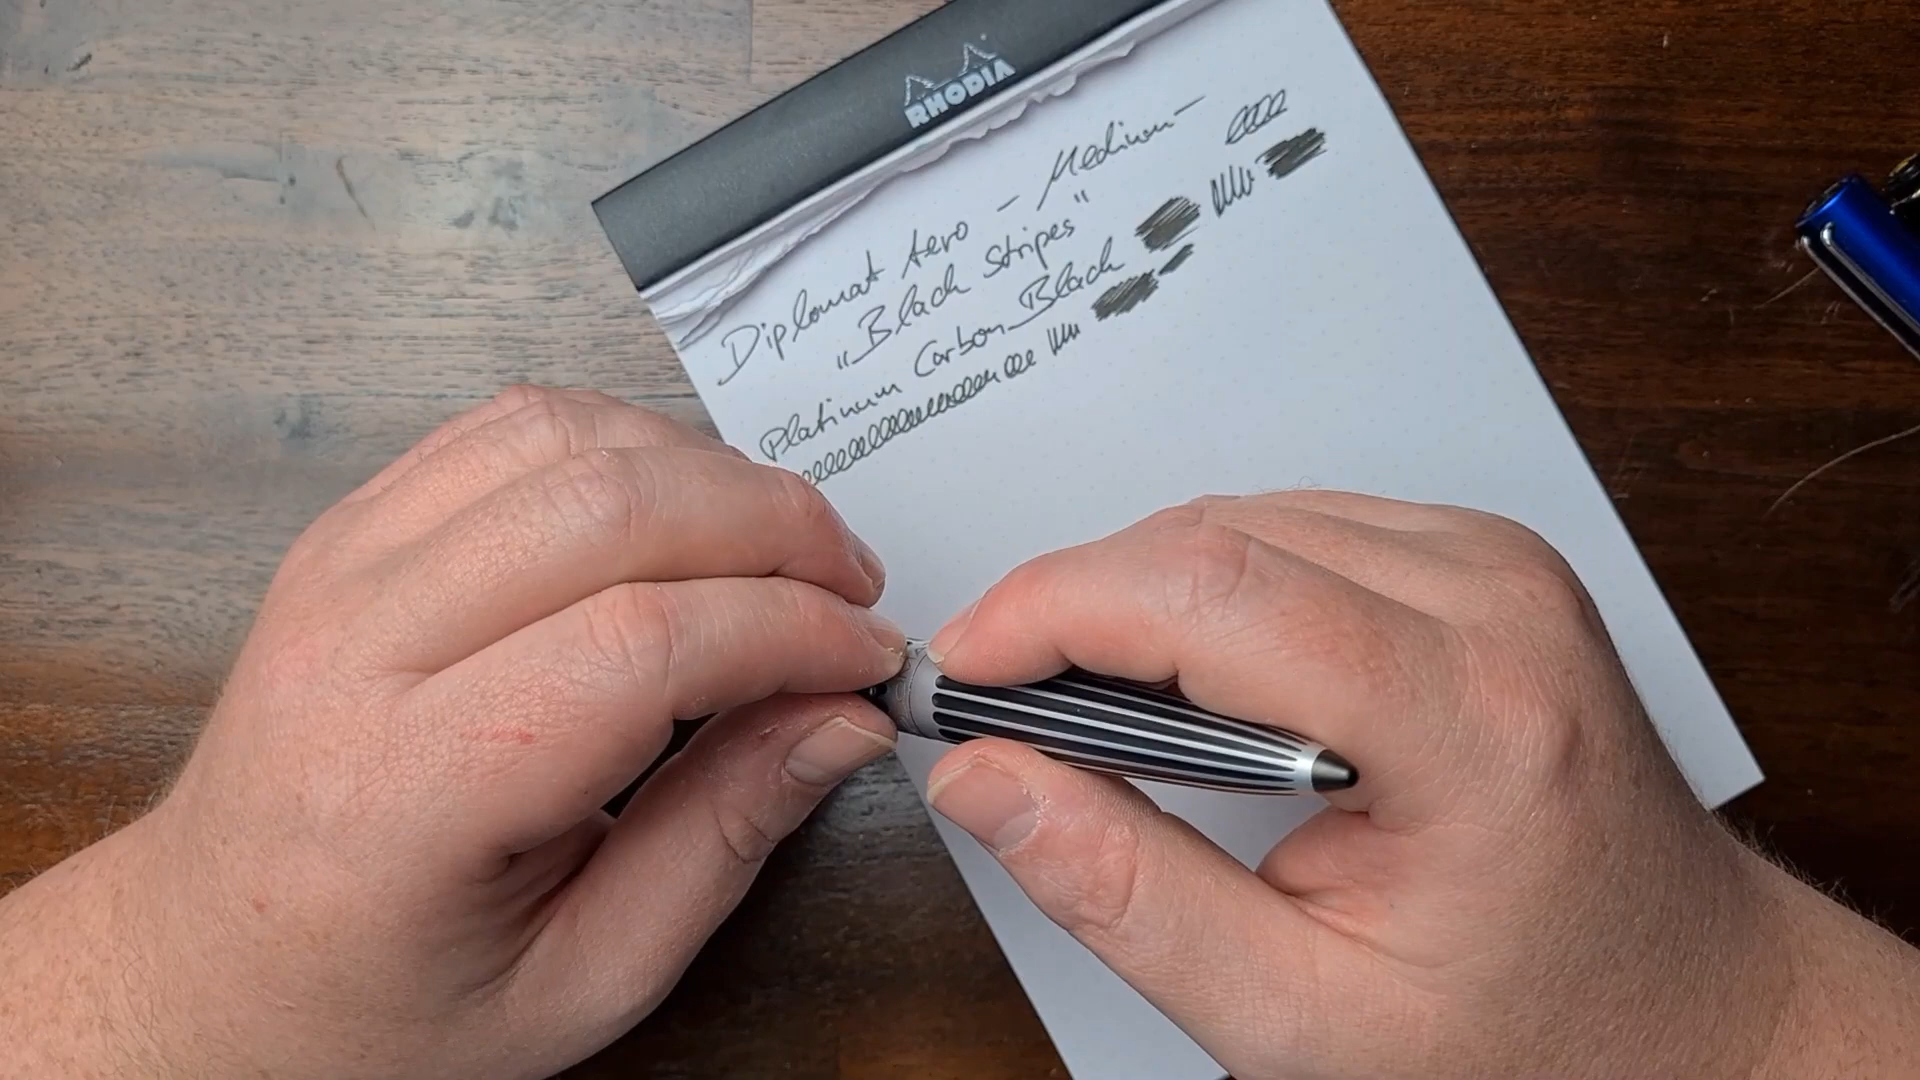 RHODIA
Diplomat Aero - Medium -
"Black Stripes"
Platinum Carbon Black